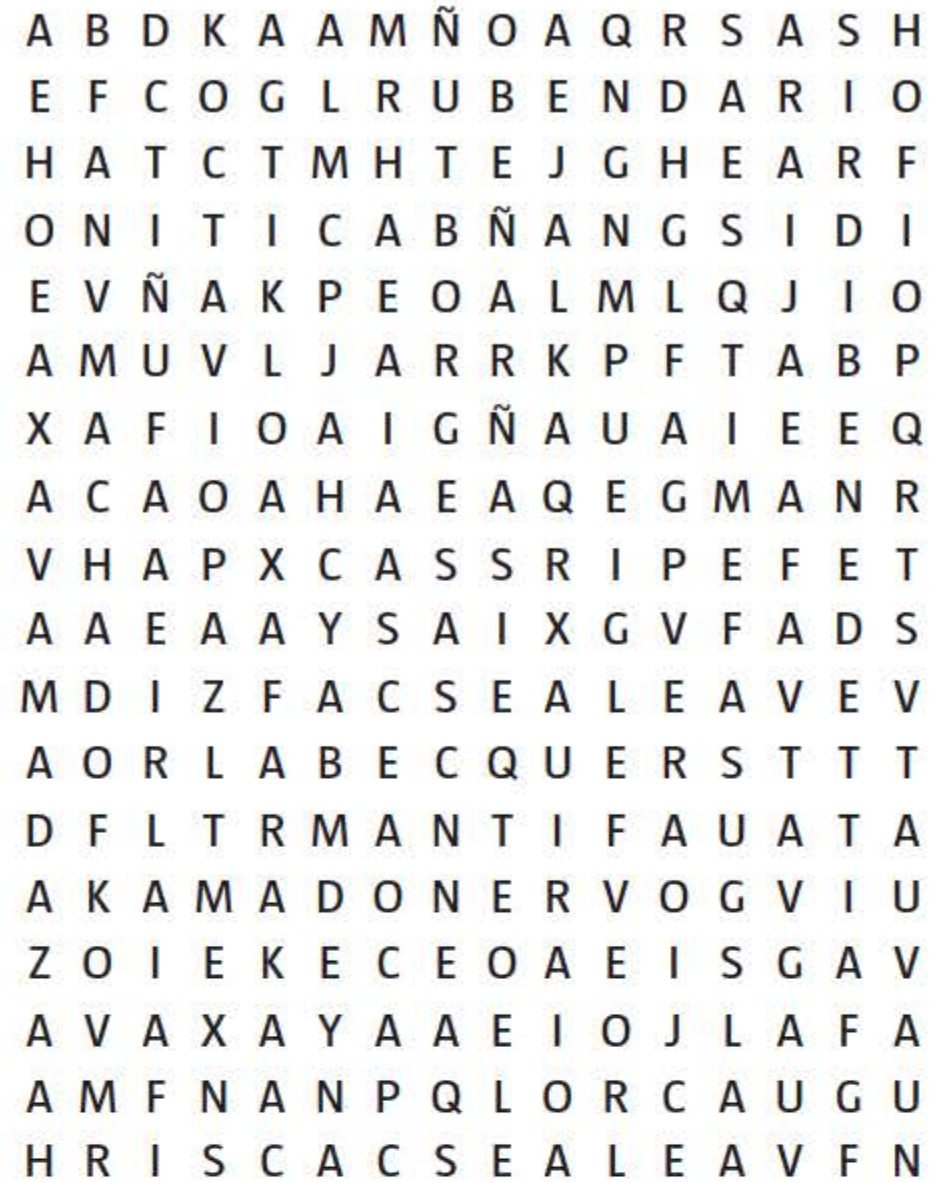 A B D K A A M Ñ O A Q R S A S H
E F C O G L R U B E N D A R I O
H A T C T M H T E J G H E A R F
O N I T I C A B Ñ A N G S I D I
E V Ñ A K P E O A L M L Q J I O
A M U V L J A R R K P F T A B P
X A F I O A I G Ñ A U A I E E Q
A C A O A H A E A Q E G M A N R
V H A P X C A S S R I P E F E T
A A E A A Y S A I X G V F A D S
M D I Z F A C S E A L E A V E V
A O R L A B E C Q U E R S T T T
D F L T R M A N T I F A U A T A
A K A M A D O N E R V O G V I U
Z O I E K E C E O A E I S G A V
A V A X A Y A A E I O J L A F A
A M F N A N P Q L O R C A U G U
H R I S C A C S E A L E A V F N